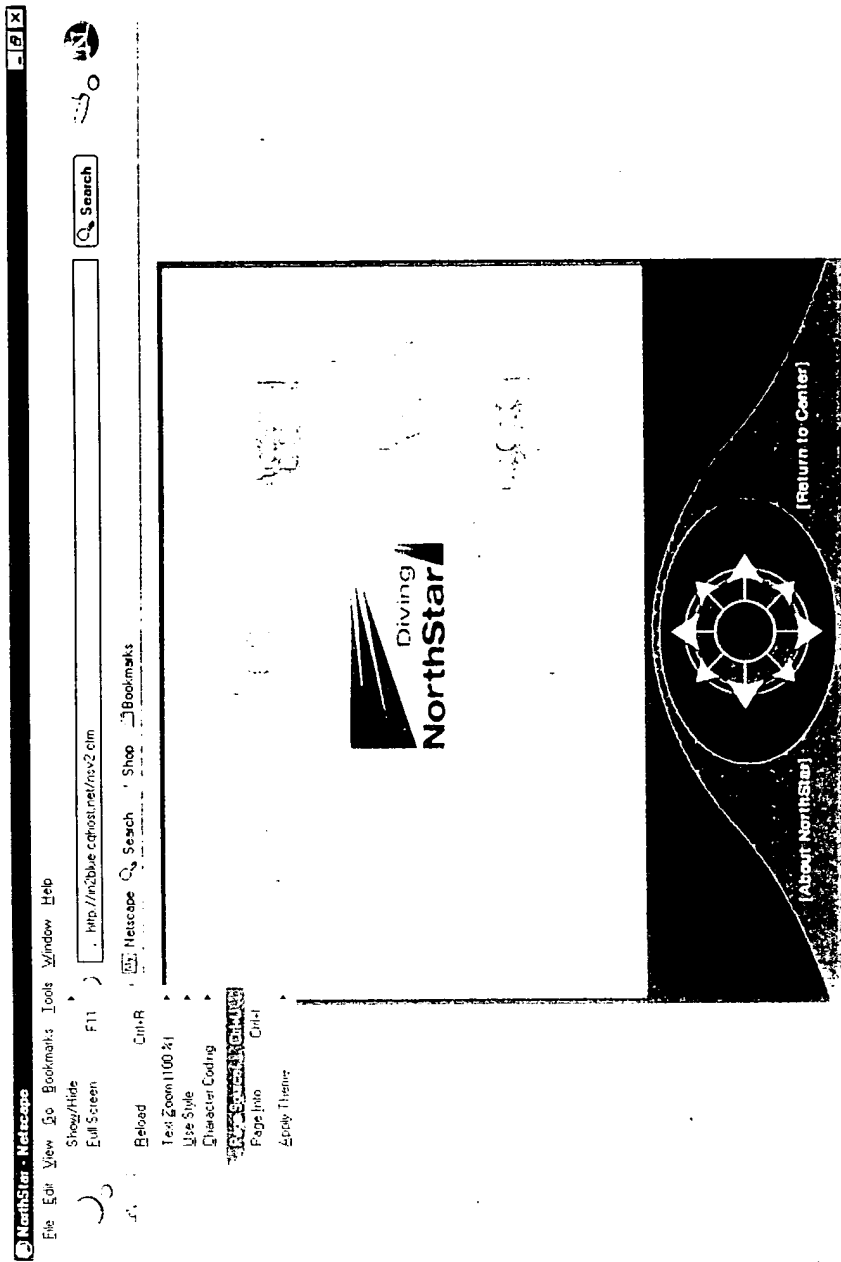 NorthStar - Netscape
File Edit View Go Bookmarks Tools Window Help
Show/Hide
Full Screen F11
http://in2blue.cqhost.net/nsv2.cfm
Search
N
My Netscape Search Shop Bookmarks
Reload Ctrl+R
Text Zoom (100 %)
Use Style
Character Coding
Page Info Ctrl+I
Apply Theme
Diving
NorthStar
[About NorthStar]
[Return to Center]